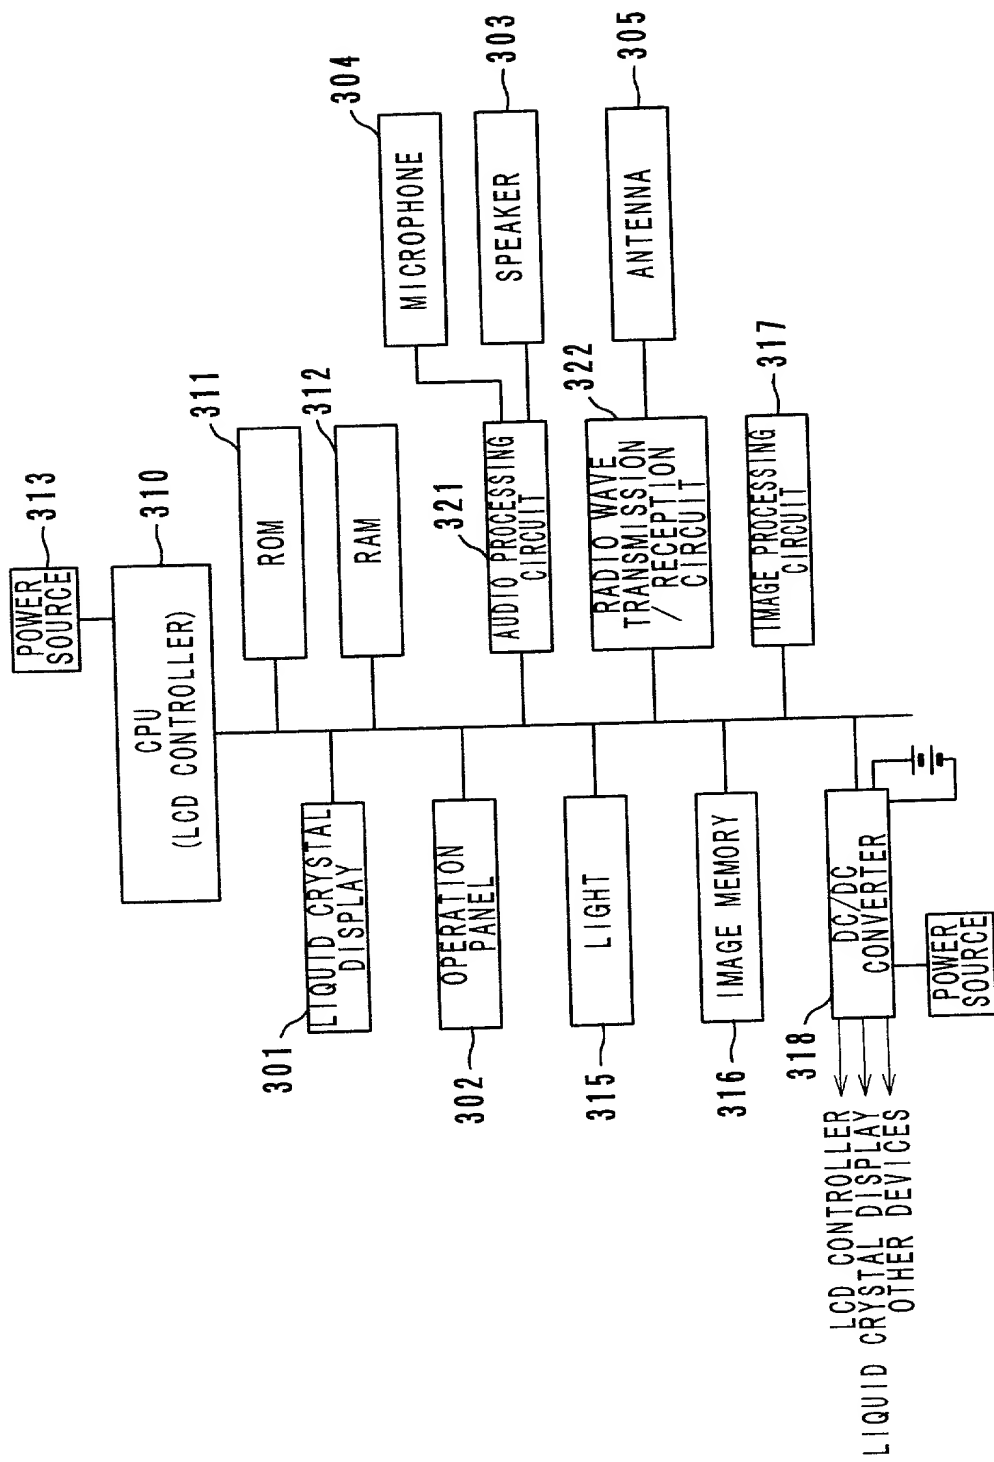 304
MICROPHONE
303
SPEAKER
305
ANTENNA
313
POWER
SOURCE
310
CPU
(LCD CONTROLLER)
311
ROM
312
RAM
321
AUDIO PROCESSING
CIRCUIT
322
RADIO WAVE
TRANSMISSION
/RECEPTION
CIRCUIT
317
IMAGE PROCESSING
CIRCUIT
301
LIQUID CRYSTAL
DISPLAY
302
OPERATION
PANEL
315
LIGHT
316
IMAGE MEMORY
318
DC/DC
CONVERTER
POWER
SOURCE
LCD CONTROLLER
LIQUID CRYSTAL DISPLAY
OTHER DEVICES